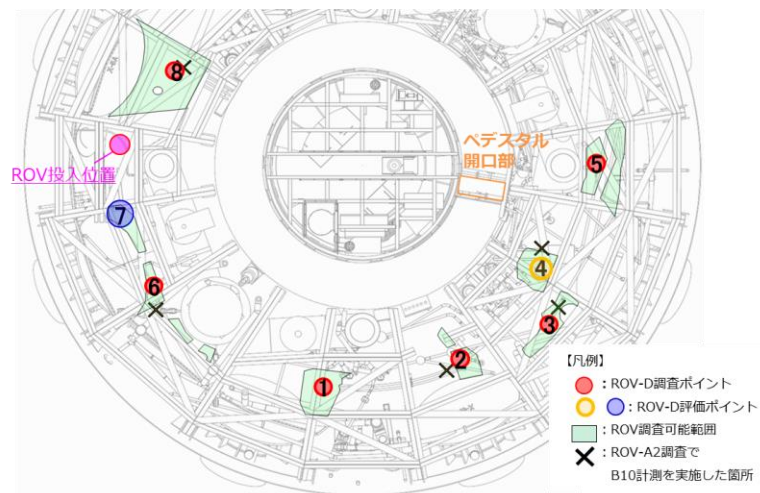 8
ROV投入位置
ペデスタル
開口部
5
7
4
6
3
2
1
【凡例】
：ROV-D調査ポイント
：ROV-D評価ポイント
：ROV調査可能範囲
：ROV-A2調査で
B10計測を実施した箇所